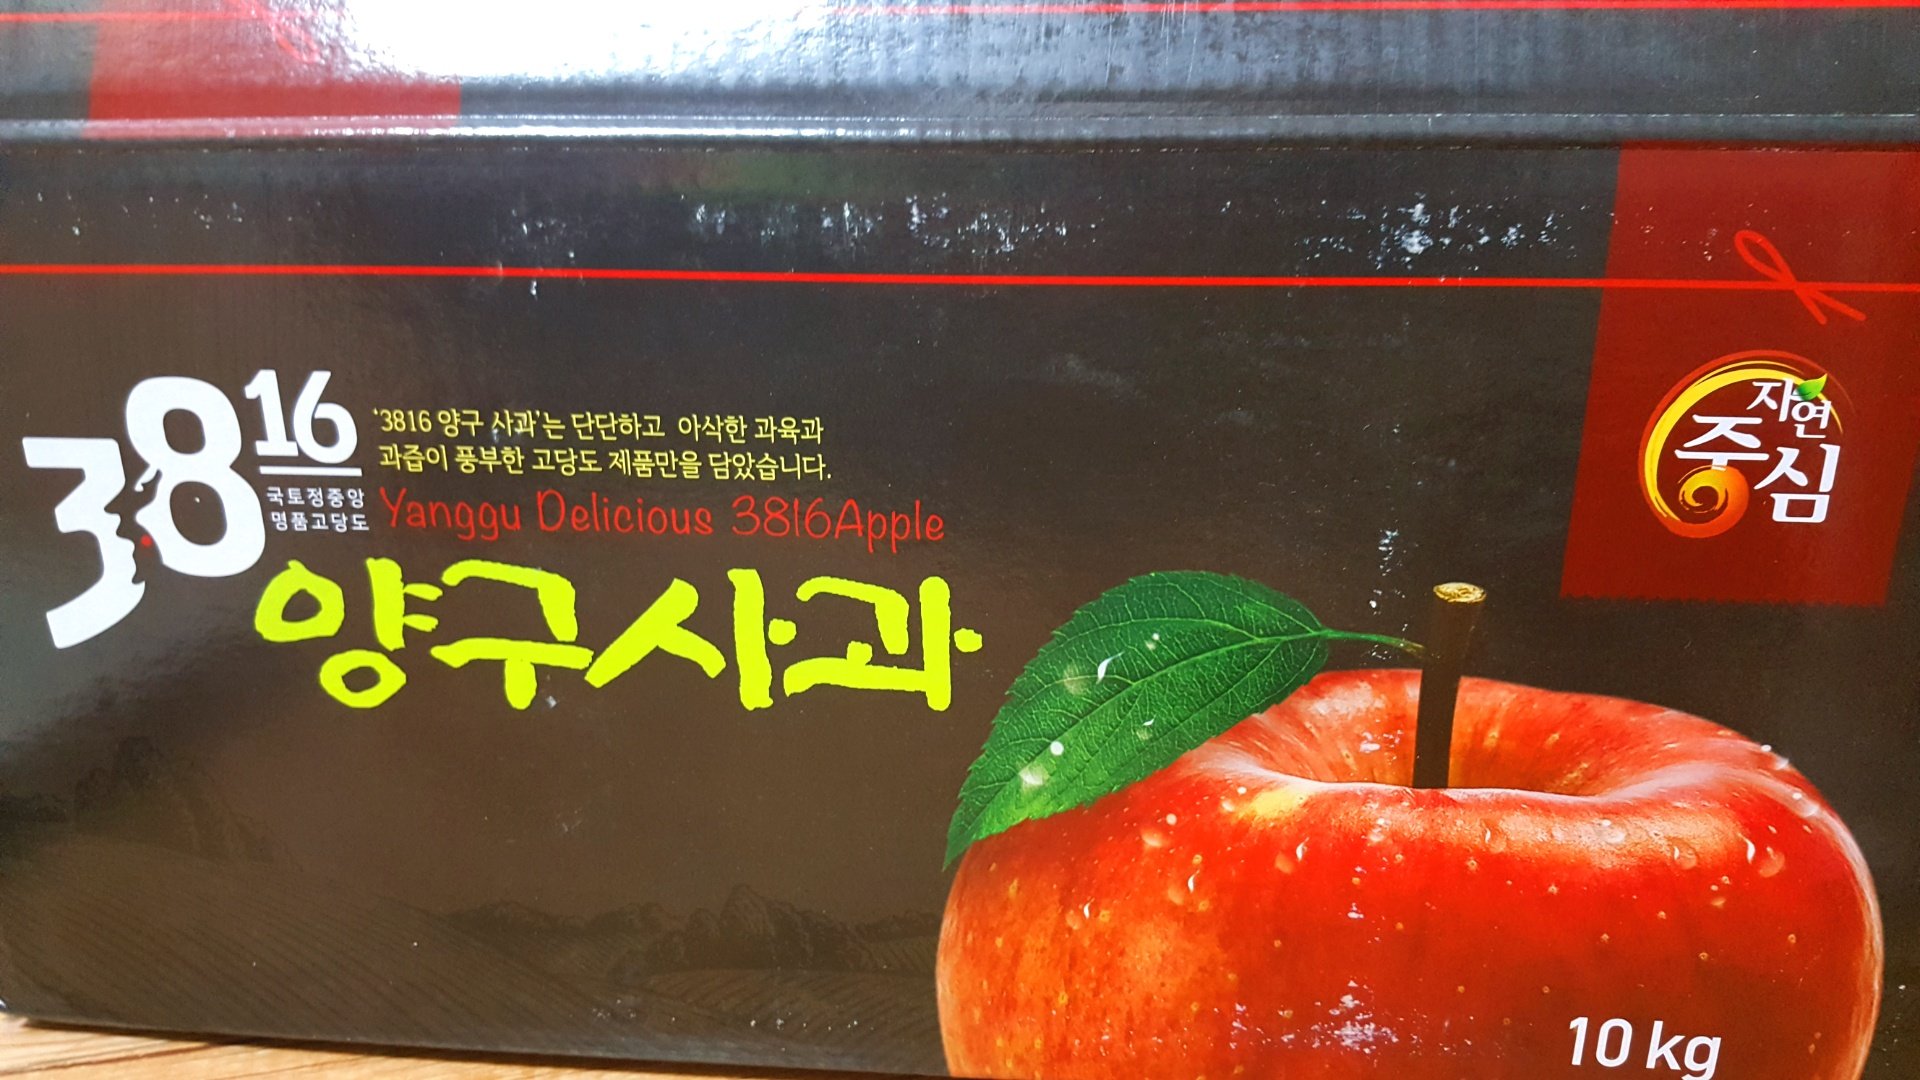 3816
국토정중앙
명품고당도
'3816 양구 사과'는 단단하고 아삭한 과육과
과즙이 풍부한 고당도 제품만을 담았습니다.
Yanggu Delicious 3816Apple
양구사과
자연
중심
10 kg